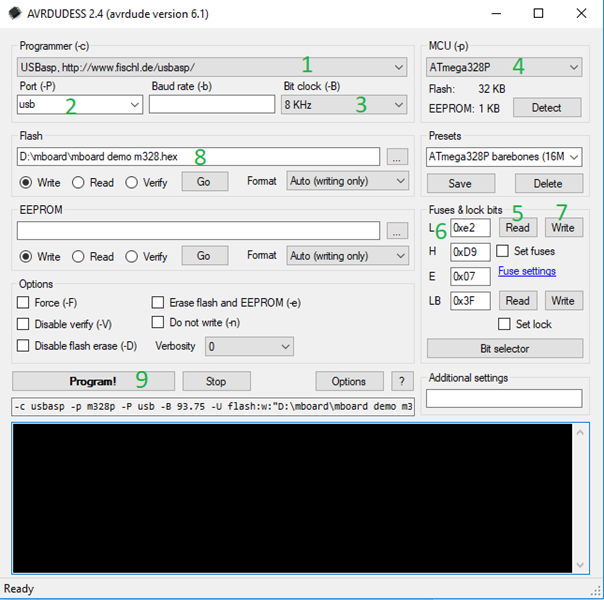 AVRDUDESS 2.4 (avrdude version 6.1)
Programmer (-c)
USBasp, http://www.fischl.de/usbasp/ 1
Port (-P) Baud rate (-b) Bit clock (-B)
usb 2 8 KHz 3
MCU (-p)
ATmega328P 4
Flash: 32 KB
EEPROM: 1 KB Detect
Flash
D:\mboard\mboard demo m328.hex 8 ...
Write Read Verify Go Format Auto (writing only)
Presets
ATmega328P barebones (16M
Save Delete
EEPROM
...
Write Read Verify Go Format Auto (writing only)
Fuses & lock bits 5 7
L 6 0xe2 Read Write
H 0xD9 Set fuses
E 0x07 Fuse settings
LB 0x3F Read Write
Set lock
Bit selector
Options
Force (-F) Erase flash and EEPROM (-e)
Disable verify (-V) Do not write (-n)
Disable flash erase (-D) Verbosity 0
Program! 9 Stop Options ?
-c usbasp -p m328p -P usb -B 93.75 -U flash:w:"D:\mboard\mboard demo m3
Additional settings
Ready